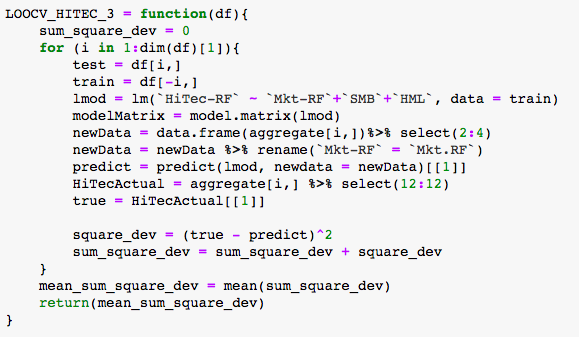 LOOCV_HITEC_3 = function(df){
    sum_square_dev = 0
    for (i in 1:dim(df)[1]){
        test = df[i,]
        train = df[-i,]
        lmod = lm(`HiTec-RF` ~ `Mkt-RF`+`SMB`+`HML`, data = train)
        modelMatrix = model.matrix(lmod)
        newData = data.frame(aggregate[i,])%>% select(2:4)
        newData = newData %>% rename(`Mkt-RF` = `Mkt.RF`)
        predict = predict(lmod, newdata = newData)[[1]]
        HiTecActual = aggregate[i,] %>% select(12:12)
        true = HiTecActual[[1]]

        square_dev = (true - predict)^2
        sum_square_dev = sum_square_dev + square_dev
    }
    mean_sum_square_dev = mean(sum_square_dev)
    return(mean_sum_square_dev)
}